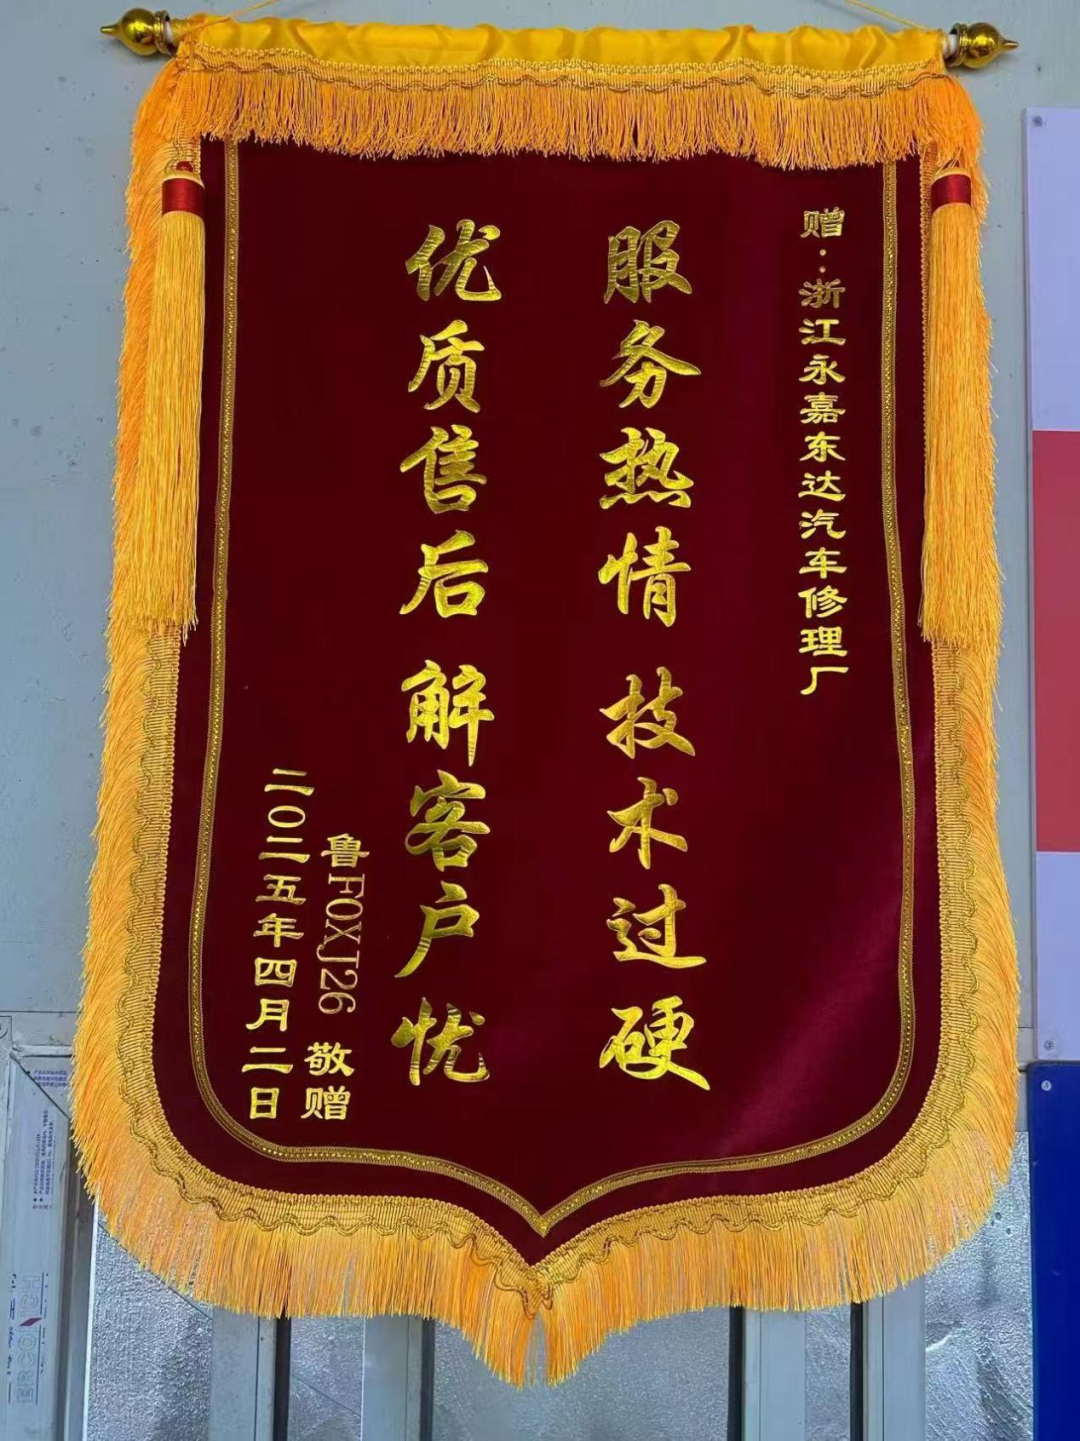 赠：浙江永嘉东达汽车修理厂
服务热情 技术过硬
优质售后 解客户忧
鲁F0XJ26 敬赠
二〇二五年四月二日